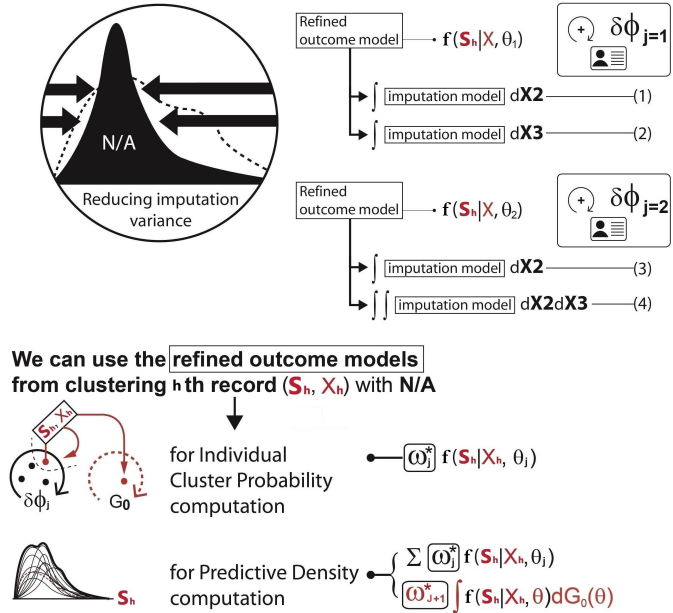 N/A
Reducing imputation
variance
Refined
outcome model
f(Sh|X, θ1)
δϕj=1
∫ imputation model dX2 (1)
∫ imputation model dX3 (2)
Refined
outcome model
f(Sh|X, θ2)
δϕj=2
∫ imputation model dX2 (3)
∫∫ imputation model dX2dX3 (4)
We can use the refined outcome models
from clustering hth record (Sh, Xh) with N/A
Sh, Xh
δϕj
G0
for Individual
Cluster Probability
computation
ωj* f(Sh|Xh, θj)
Sh
for Predictive Density
computation
Σ ωj* f(Sh|Xh, θj)
ω*J+1 ∫f(Sh|Xh, θ)dG0(θ)